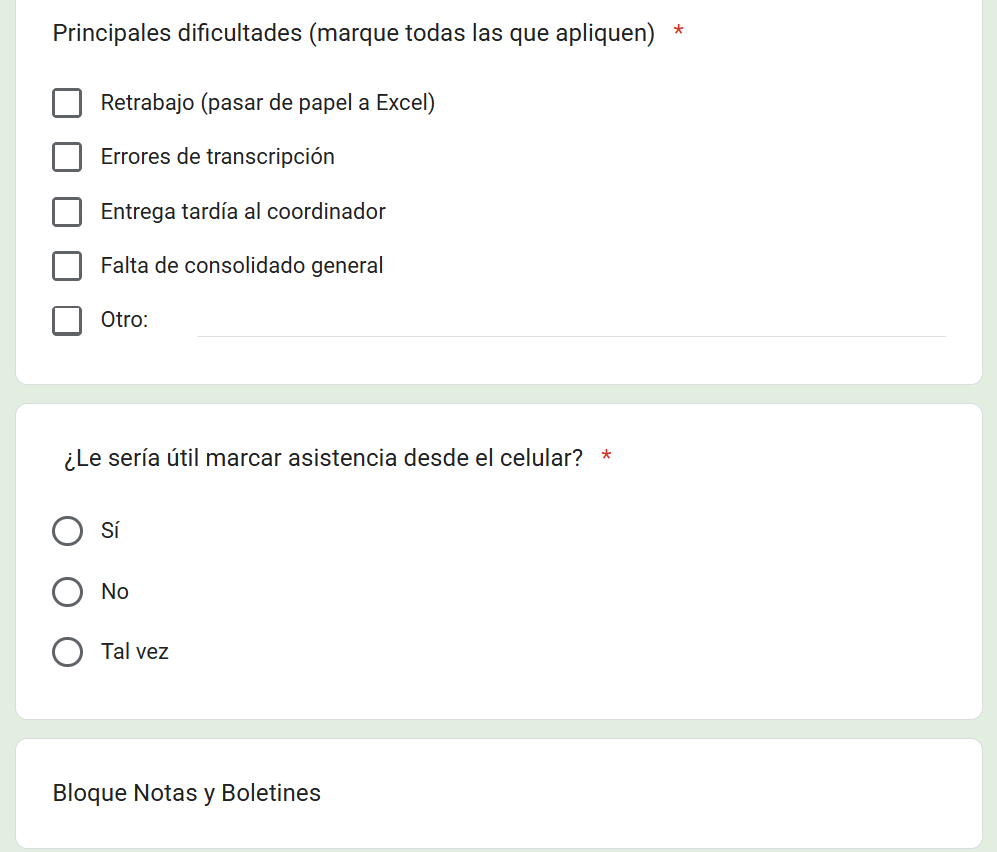 Principales dificultades (marque todas las que apliquen) *
Retrabajo (pasar de papel a Excel)
Errores de transcripción
Entrega tardía al coordinador
Falta de consolidado general
Otro:
¿Le sería útil marcar asistencia desde el celular? *
Sí
No
Tal vez
Bloque Notas y Boletines